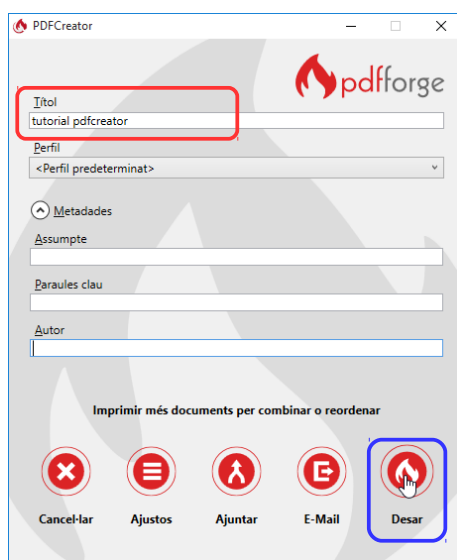 PDFCreator
pdfforge
Títol
tutorial pdfcreator
Perfil
<Perfil predeterminat>
Metadades
Assumpte
Paraules clau
Autor
Imprimir més documents per combinar o reordenar
Cancel·lar Ajustos Ajuntar E-Mail Desar